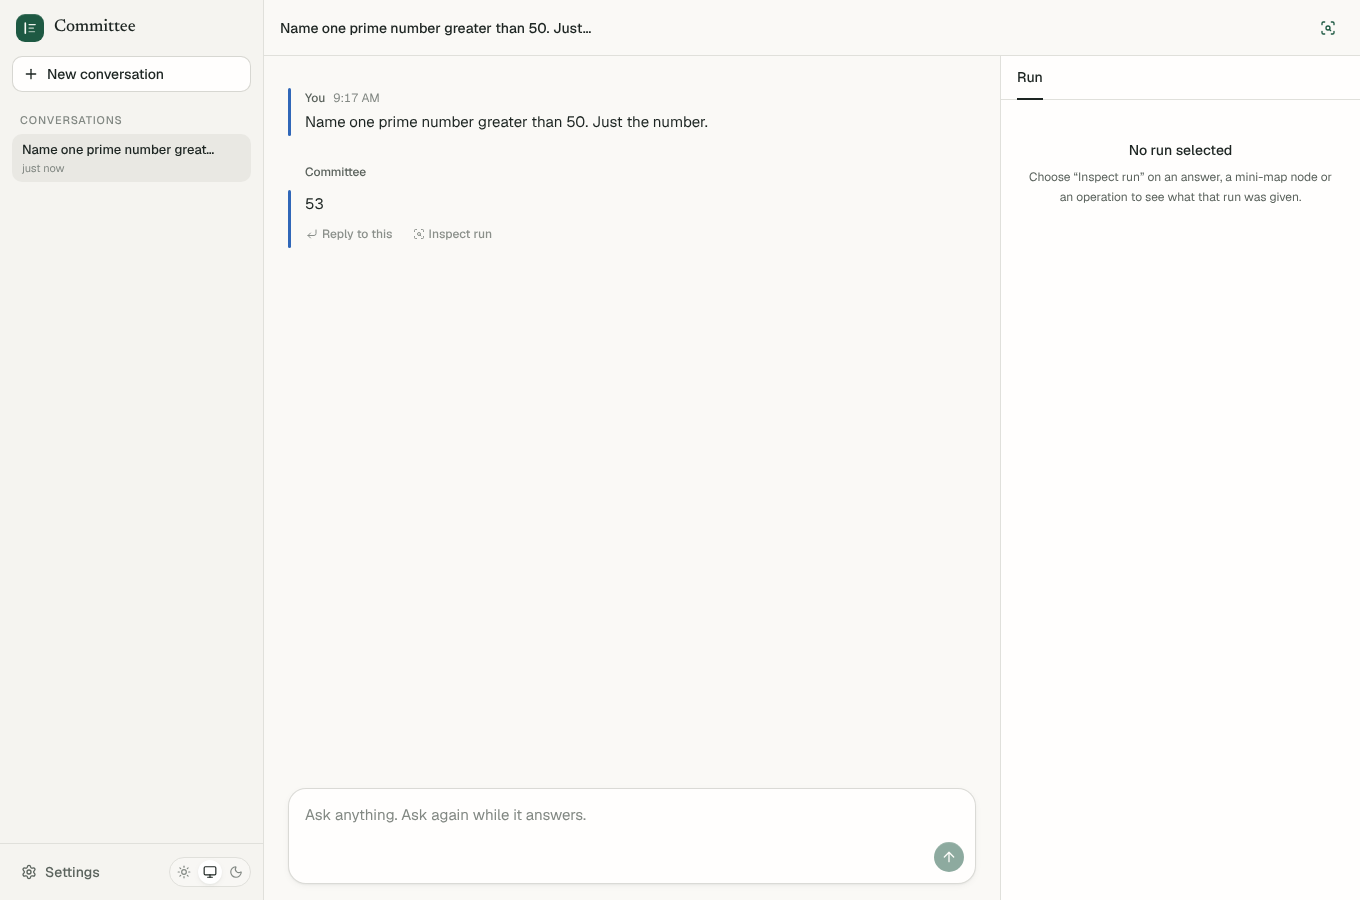 Committee
New conversation
CONVERSATIONS
Name one prime number great...
just now
Settings
Name one prime number greater than 50. Just...
You 9:17 AM
Name one prime number greater than 50. Just the number.
Committee
53
Reply to this Inspect run
Ask anything. Ask again while it answers.
Run
No run selected
Choose “Inspect run” on an answer, a mini-map node or
an operation to see what that run was given.